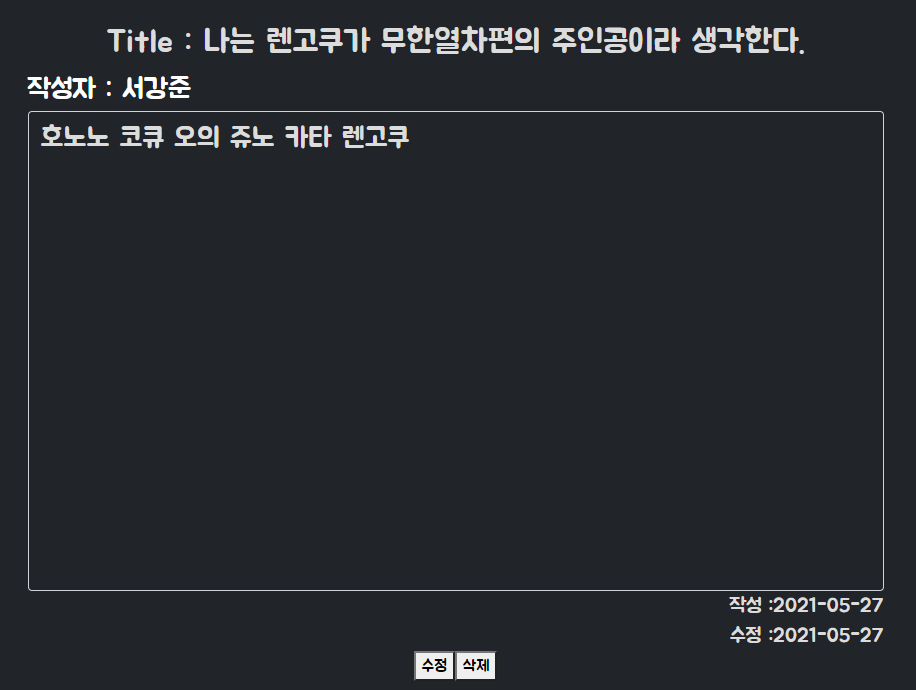 Title : 나는 렌고쿠가 무한열차편의 주인공이라 생각한다.
작성자 : 서강준
호노노 코큐 오의 쥬노 카타 렌고쿠
작성 :2021-05-27
수정 :2021-05-27
수정 삭제